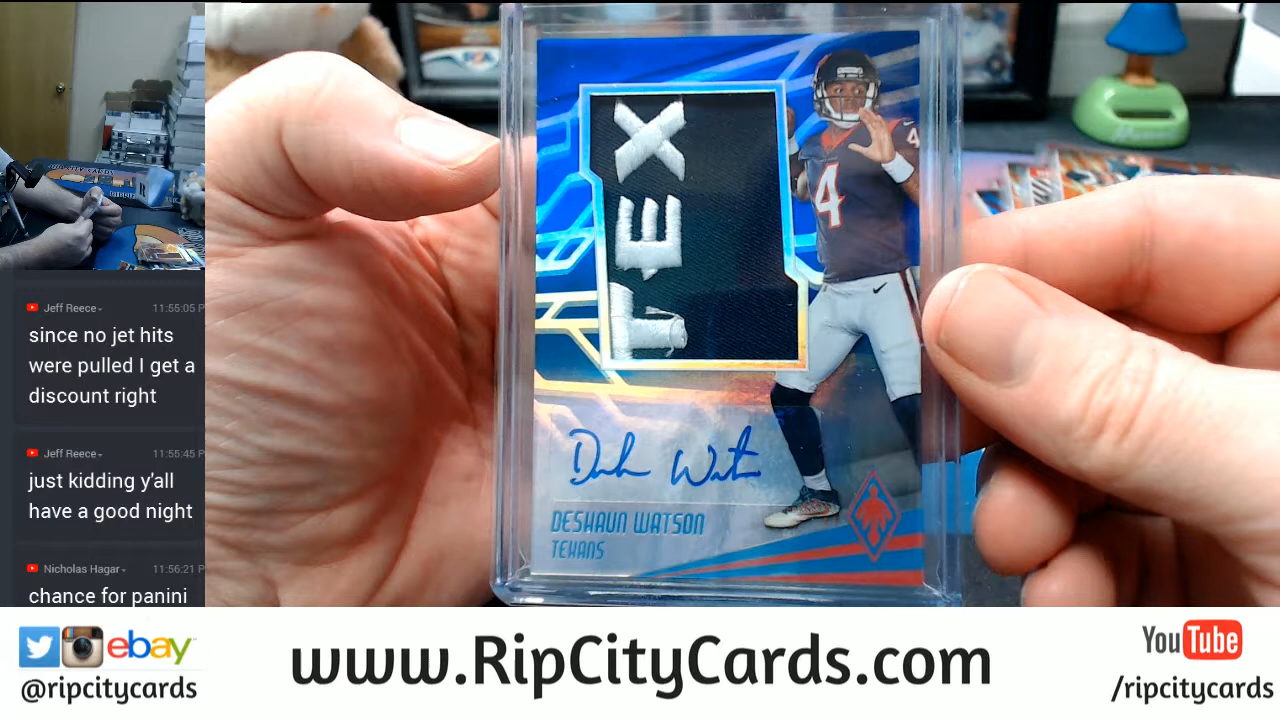 Jeff Reece
11:55:05 P
since no jet hits
were pulled I get a
discount right
Jeff Reece
11:55:45 P
just kidding y'all
have a good night
Nicholas Hagar
11:56:21 P
chance for panini
TEX
4
4
DESHAUN WATSON
TEXANS
ebay
@ripcitycards
www.RipCityCards.com
YouTube
/ripcitycards